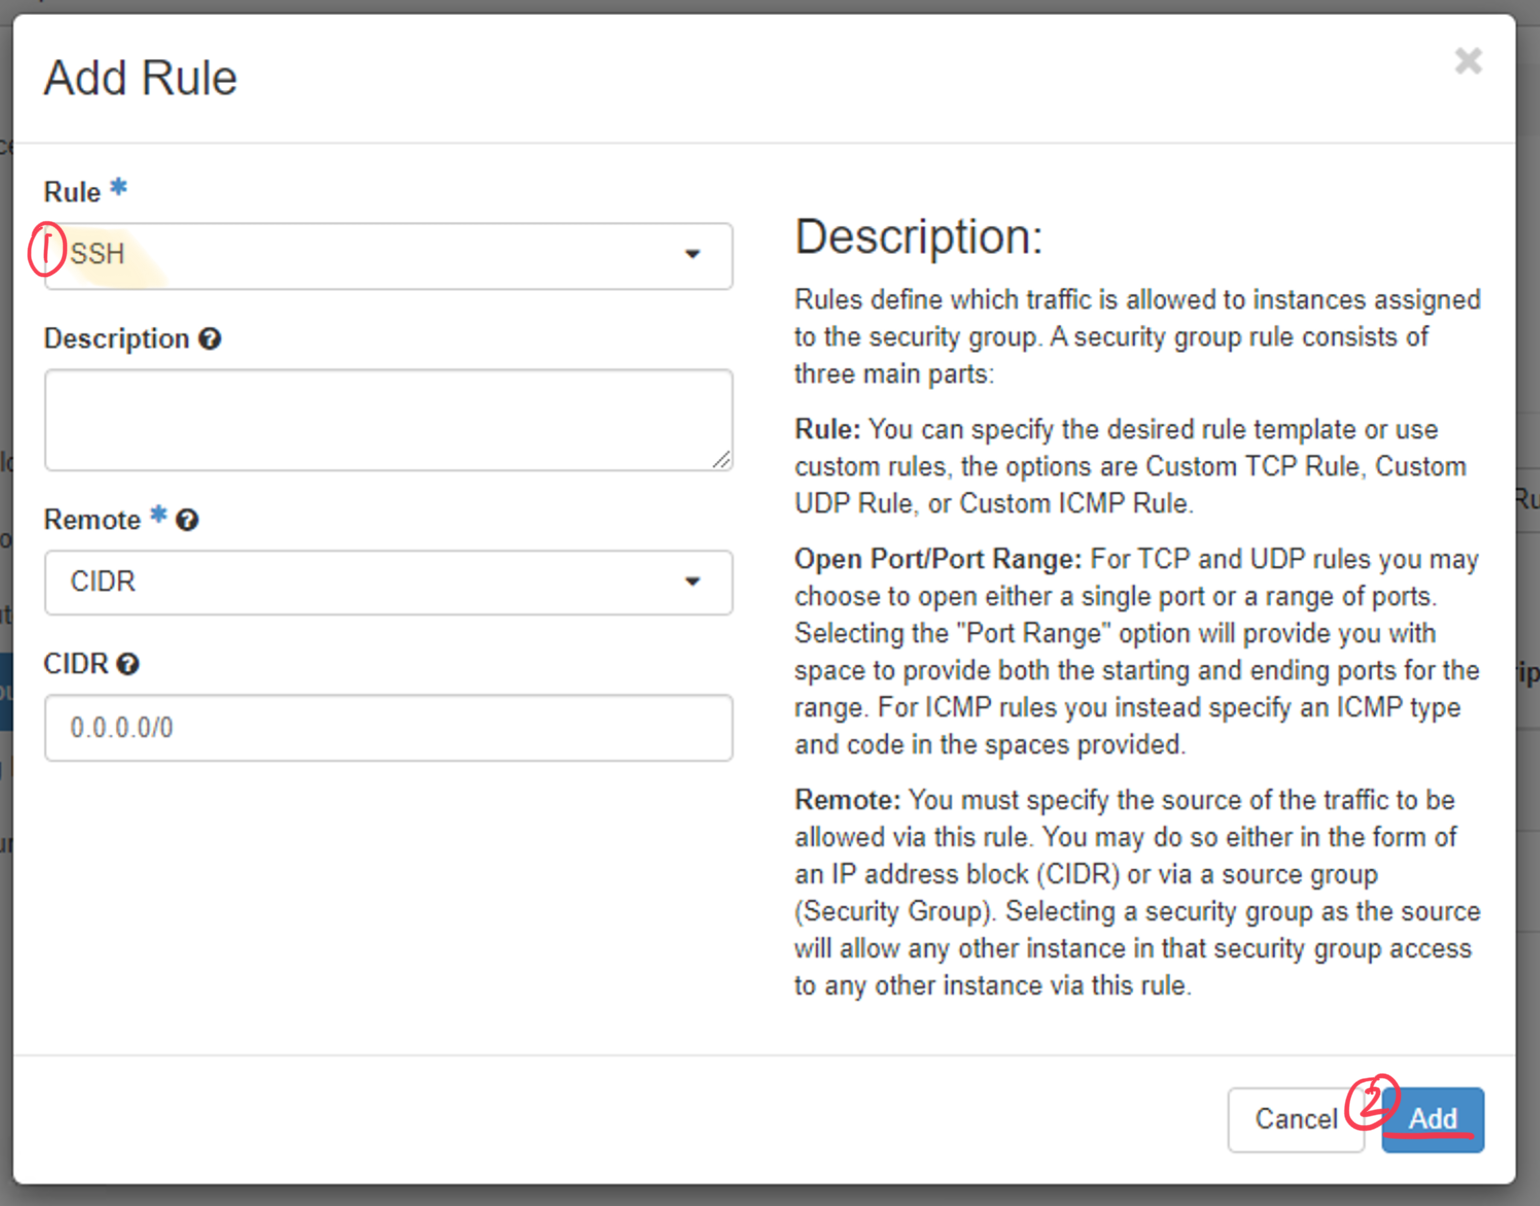 Add Rule
Rule *
1 SSH
Description
Remote *
CIDR
CIDR
0.0.0.0/0
Description:
Rules define which traffic is allowed to instances assigned
to the security group. A security group rule consists of
three main parts:
Rule: You can specify the desired rule template or use
custom rules, the options are Custom TCP Rule, Custom
UDP Rule, or Custom ICMP Rule.
Open Port/Port Range: For TCP and UDP rules you may
choose to open either a single port or a range of ports.
Selecting the "Port Range" option will provide you with
space to provide both the starting and ending ports for the
range. For ICMP rules you instead specify an ICMP type
and code in the spaces provided.
Remote: You must specify the source of the traffic to be
allowed via this rule. You may do so either in the form of
an IP address block (CIDR) or via a source group
(Security Group). Selecting a security group as the source
will allow any other instance in that security group access
to any other instance via this rule.
Cancel 2 Add